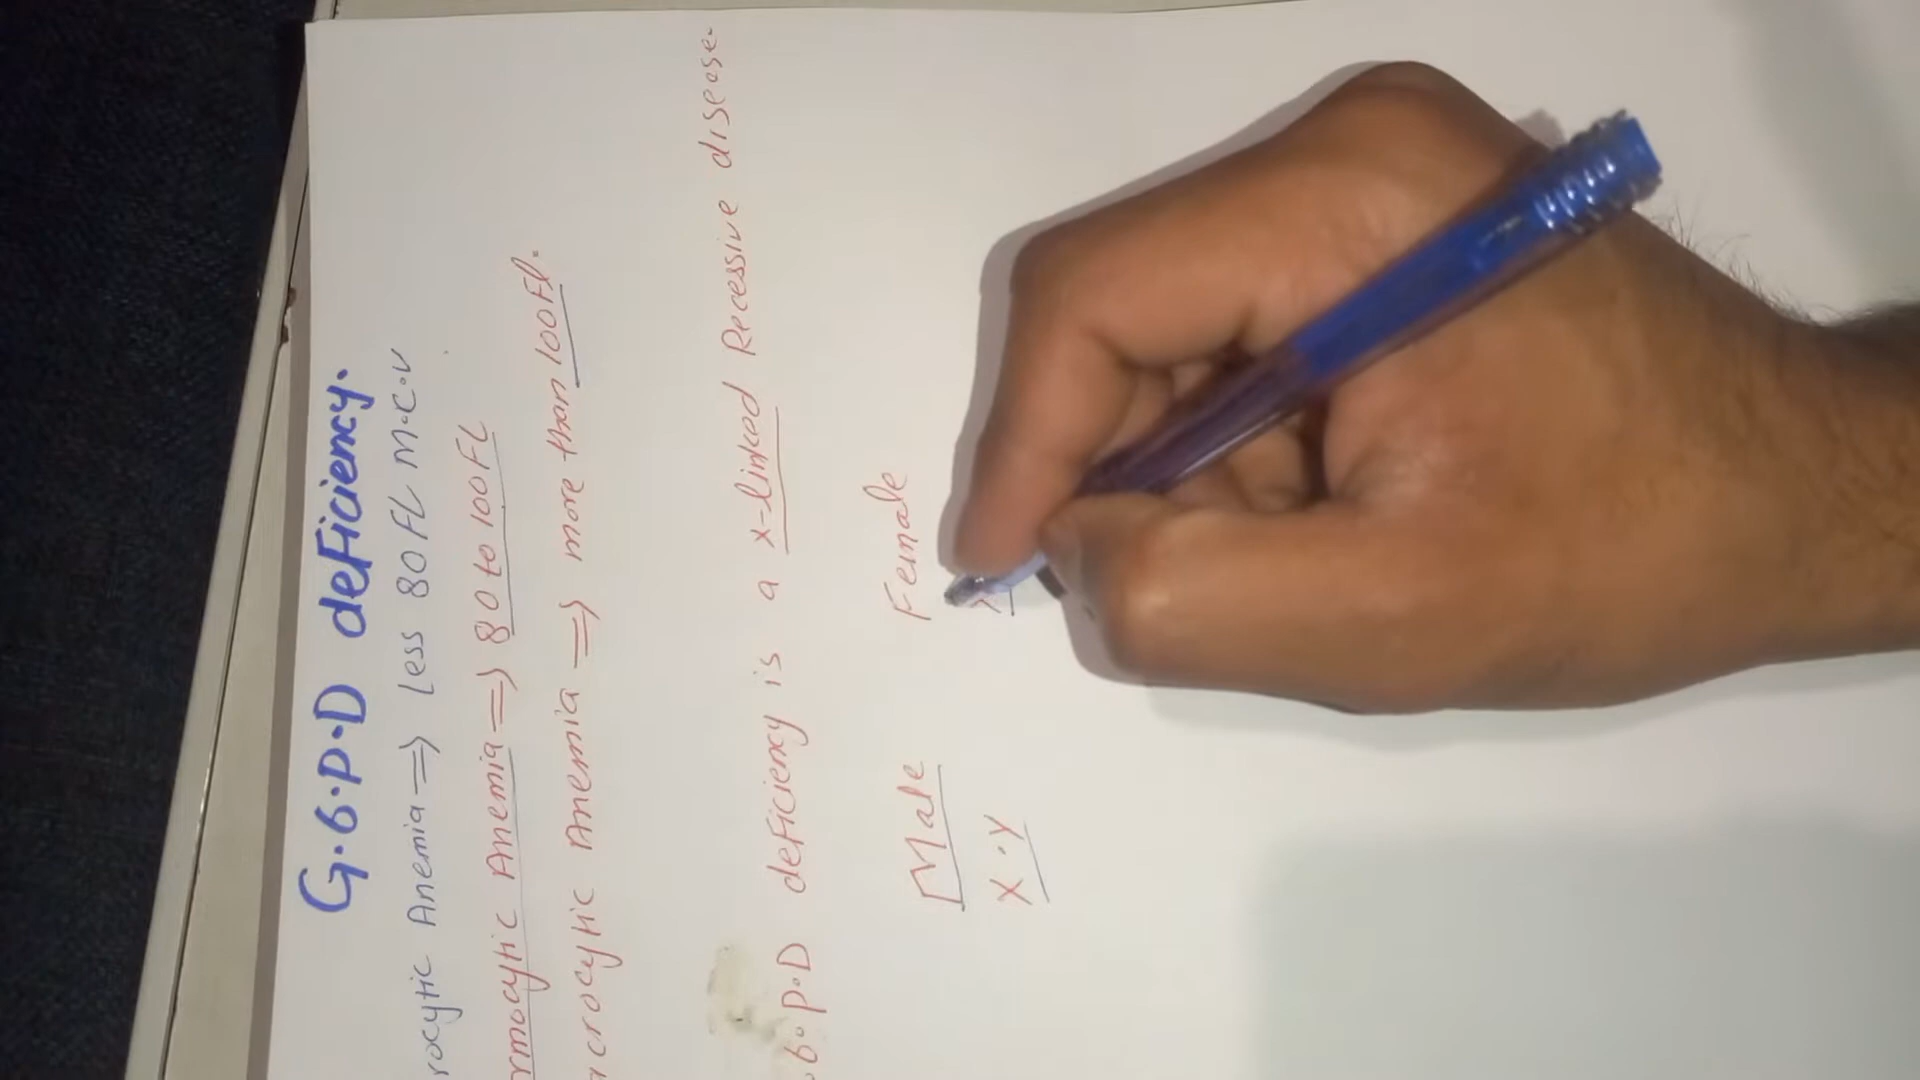 G.6.P.D deficiency.
rocytic Anemia => less 80 FL M.C.V
rmocytic Anemia => 80 to 100 FL
crocytic Anemia => more than 100 Fl.
6.P.D deficiency is a x-linked Recessive disease.
Male Female
X.Y